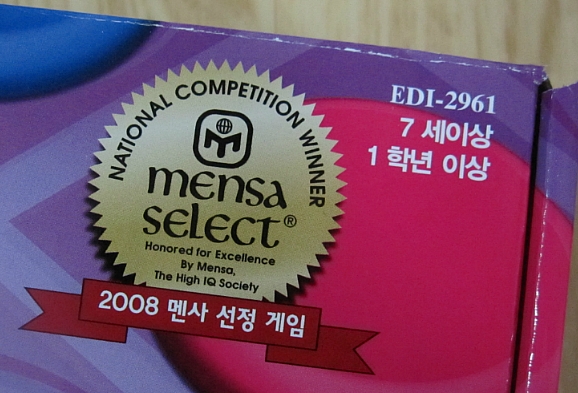 NATIONAL COMPETITION WINNER
mensa
SELECT®
Honored for Excellence
By Mensa,
The High IQ Society
2008 멘사 선정 게임
EDI-2961
7 세이상
1 학년 이상